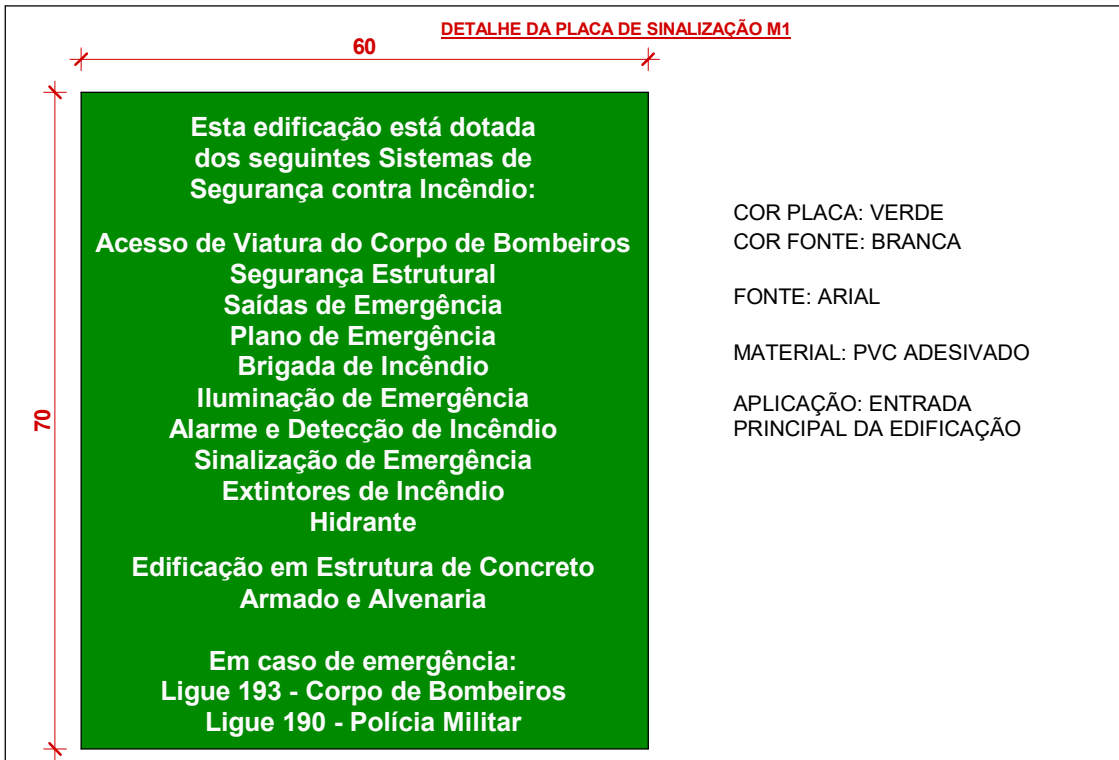 DETALHE DA PLACA DE SINALIZAÇÃO M1
60
70
Esta edificação está dotada
dos seguintes Sistemas de
Segurança contra Incêndio:
Acesso de Viatura do Corpo de Bombeiros
Segurança Estrutural
Saídas de Emergência
Plano de Emergência
Brigada de Incêndio
Iluminação de Emergência
Alarme e Detecção de Incêndio
Sinalização de Emergência
Extintores de Incêndio
Hidrante
Edificação em Estrutura de Concreto
Armado e Alvenaria
Em caso de emergência:
Ligue 193 - Corpo de Bombeiros
Ligue 190 - Polícia Militar
COR PLACA: VERDE
COR FONTE: BRANCA
FONTE: ARIAL
MATERIAL: PVC ADESIVADO
APLICAÇÃO: ENTRADA
PRINCIPAL DA EDIFICAÇÃO